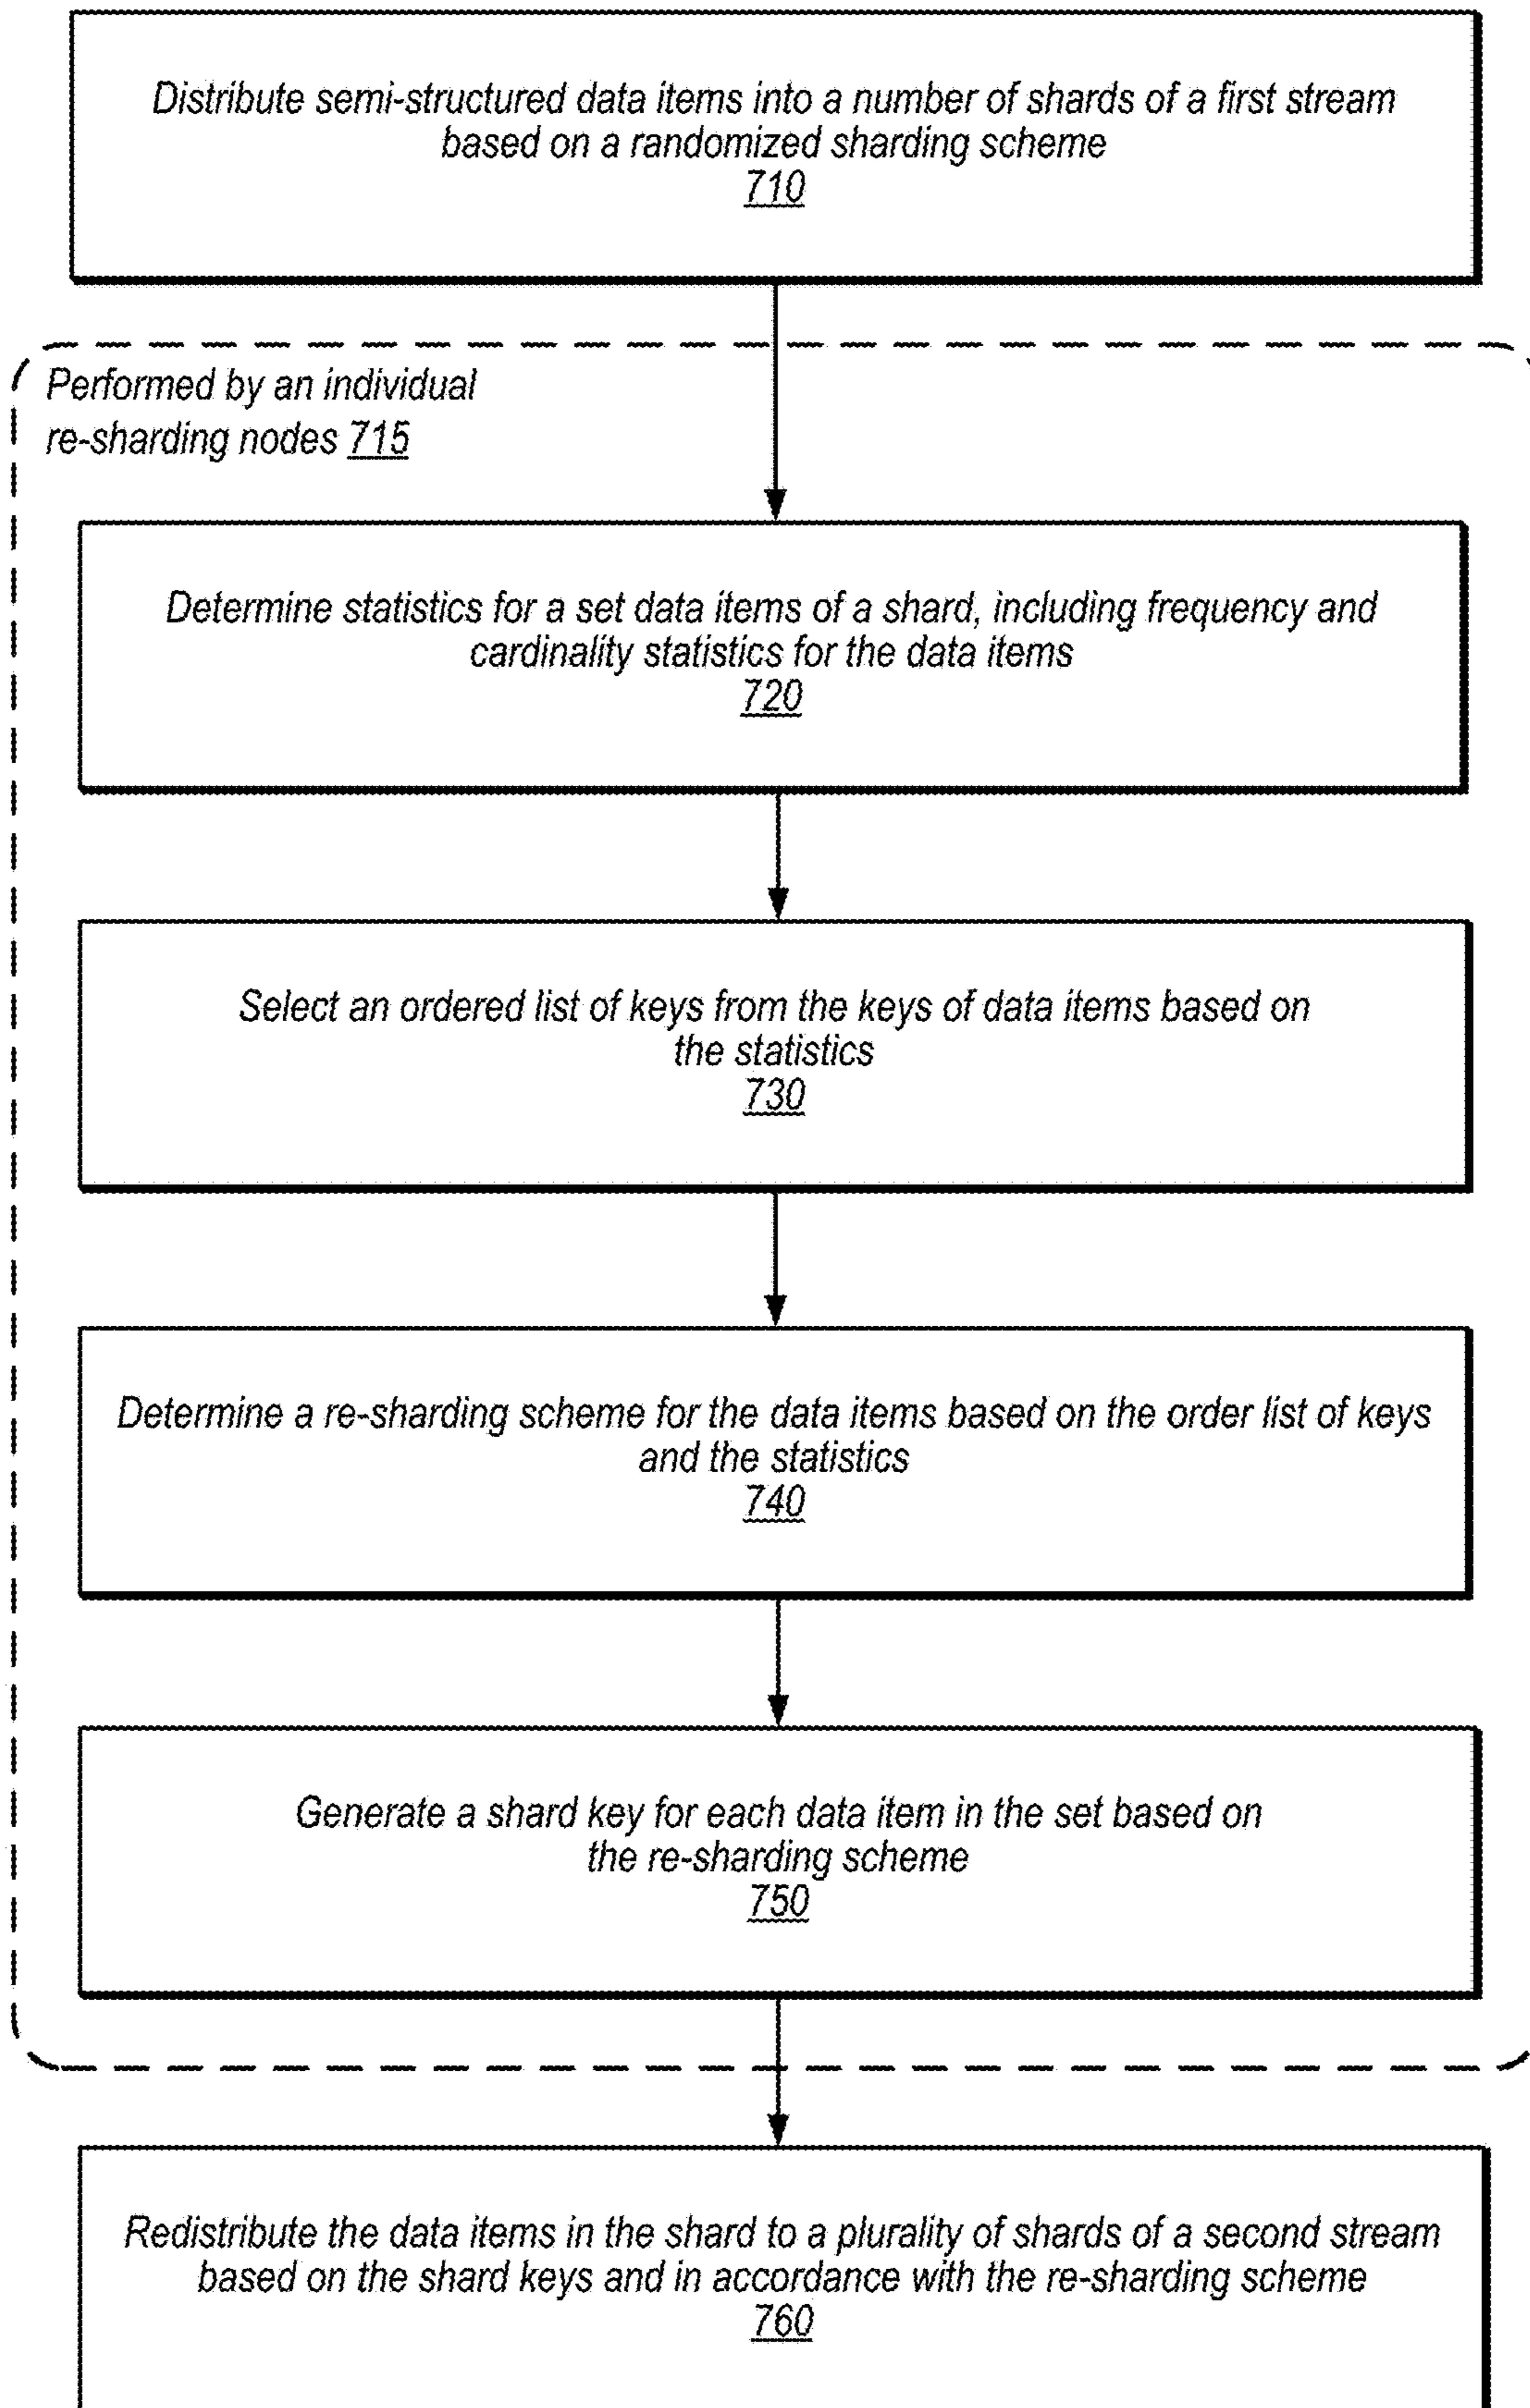 Distribute semi-structured data items into a number of shards of a first stream
based on a randomized sharding scheme
710
Performed by an individual
re-sharding nodes 715
Determine statistics for a set data items of a shard, including frequency and
cardinality statistics for the data items
720
Select an ordered list of keys from the keys of data items based on
the statistics
730
Determine a re-sharding scheme for the data items based on the order list of keys
and the statistics
740
Generate a shard key for each data item in the set based on
the re-sharding scheme
750
Redistribute the data items in the shard to a plurality of shards of a second stream
based on the shard keys and in accordance with the re-sharding scheme
760